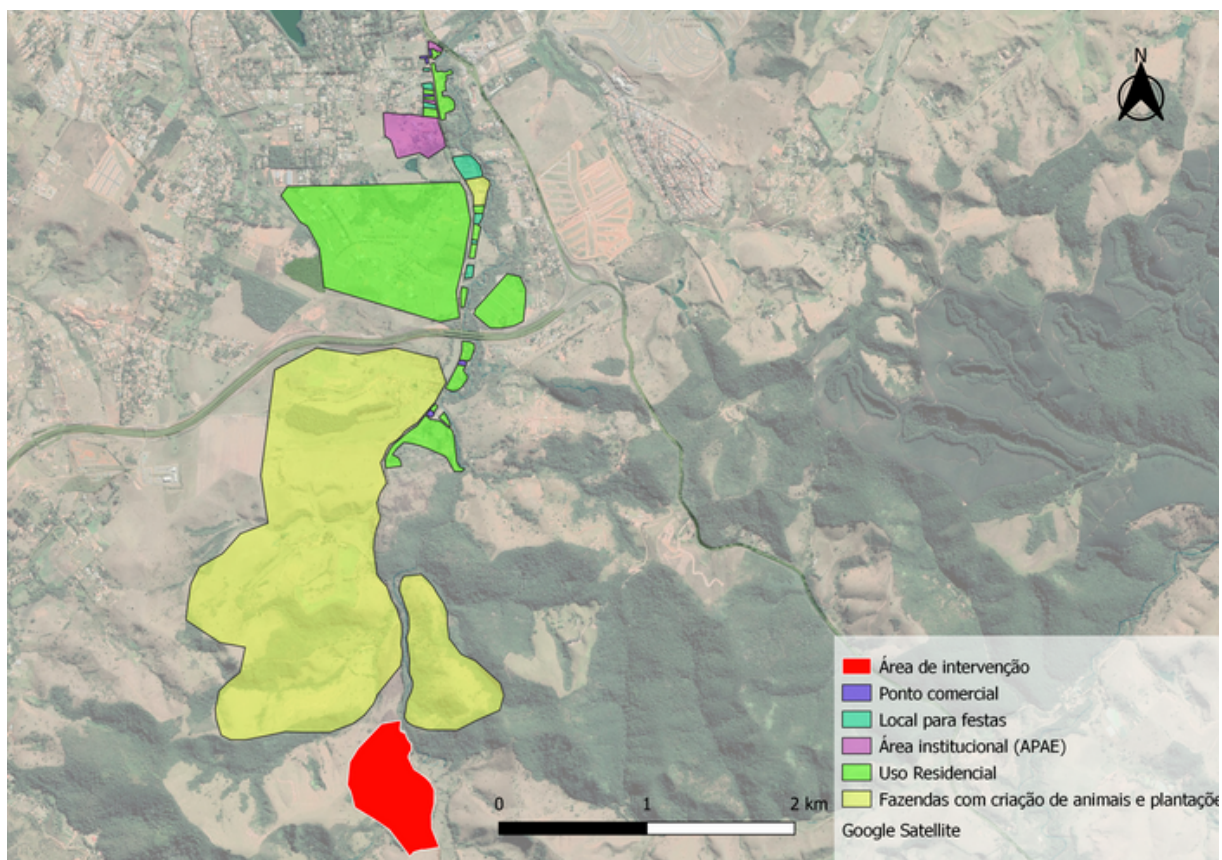 N
Área de intervenção
Ponto comercial
Local para festas
Área institucional (APAE)
Uso Residencial
Fazendas com criação de animais e plantaçõe
Google Satellite
0 1 2 km